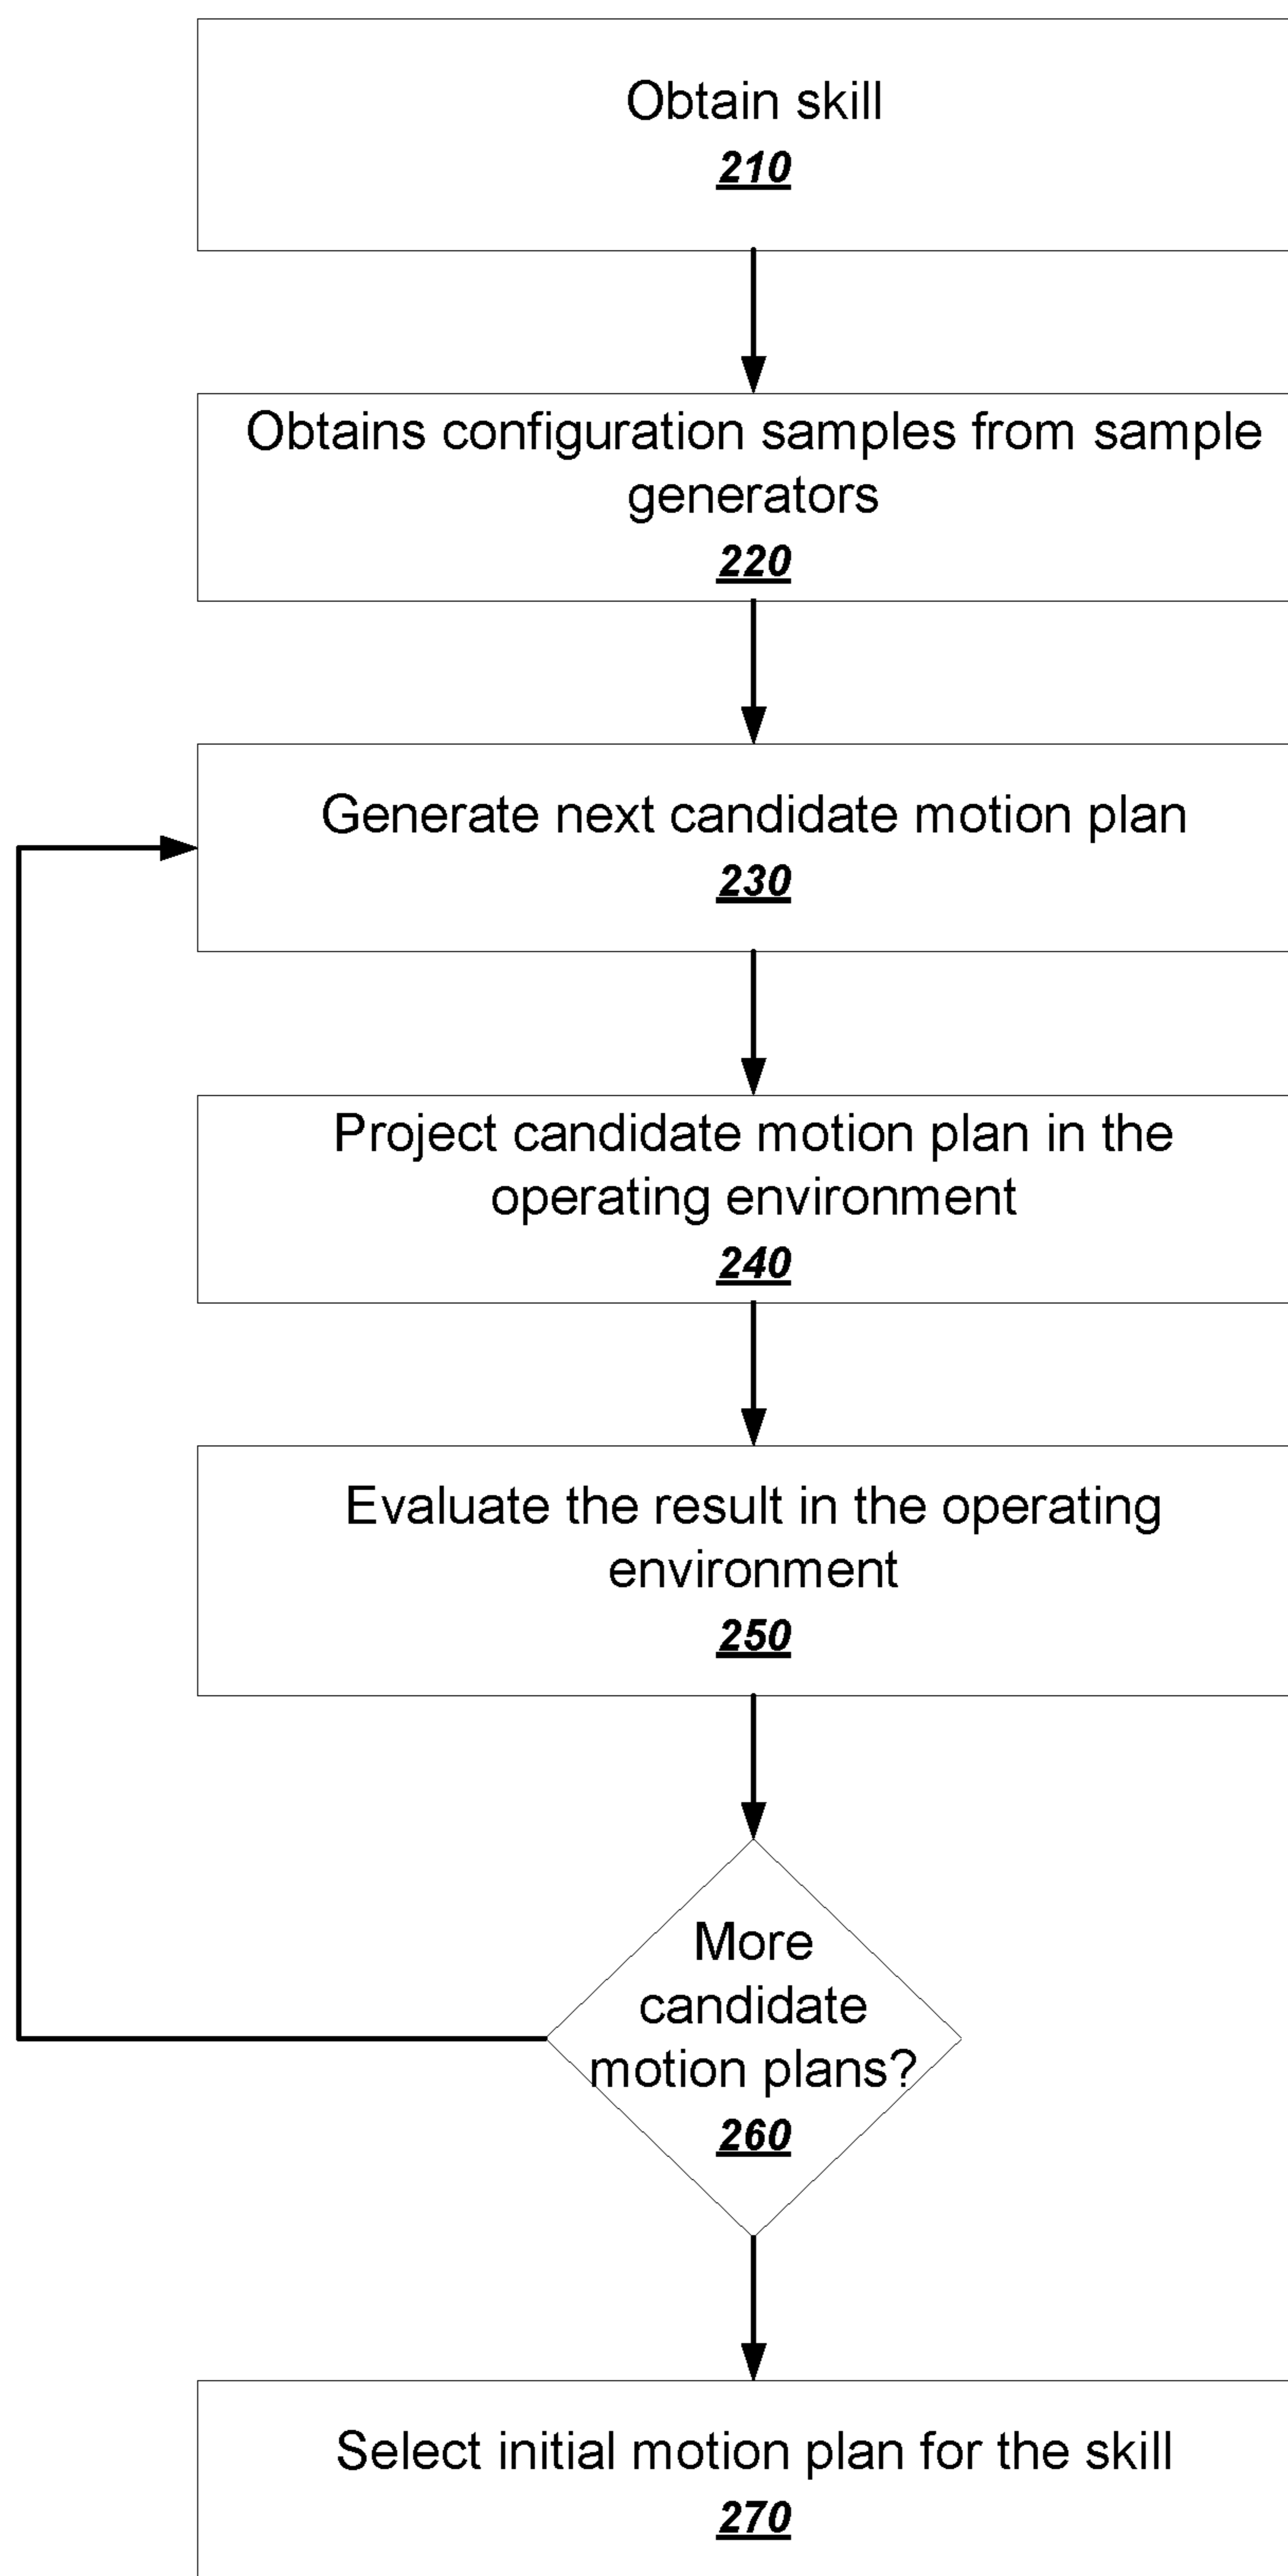 Obtain skill
210
Obtains configuration samples from sample
generators
220
Generate next candidate motion plan
230
Project candidate motion plan in the
operating environment
240
Evaluate the result in the operating
environment
250
More
candidate
motion plans?
260
Select initial motion plan for the skill
270